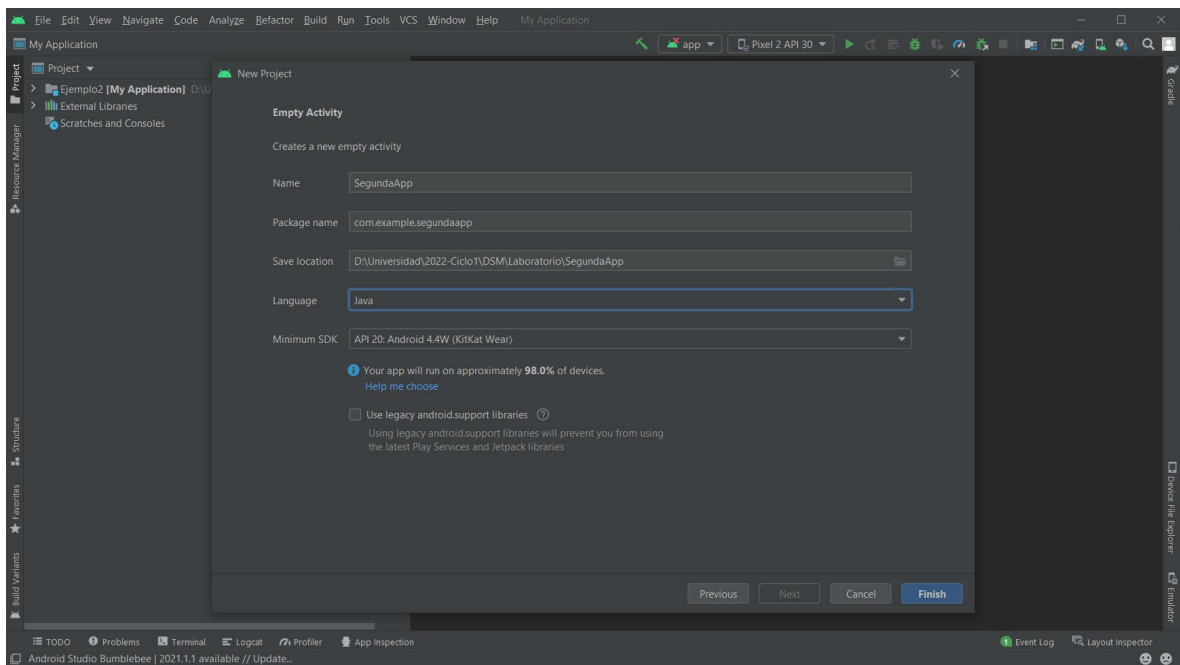 File Edit View Navigate Code Analyze Refactor Build Run Tools VCS Window Help My Application
My Application
app
Pixel 2 API 30
Project
Ejemplo2 [My Application] D:\U
External Libraries
Scratches and Consoles
Project
Resource Manager
Structure
Favorites
Build Variants
New Project
Empty Activity
Creates a new empty activity
Name SegundaApp
Package name com.example.segundaapp
Save location D:\Universidad\2022-Ciclo1\DSM\Laboratorio\SegundaApp
Language Java
Minimum SDK API 20: Android 4.4W (KitKat Wear)
Your app will run on approximately 98.0% of devices.
Help me choose
Use legacy android.support libraries
Using legacy android.support libraries will prevent you from using
the latest Play Services and Jetpack libraries
Previous Next Cancel Finish
Gradle
Device File Explorer
Emulator
TODO Problems Terminal Logcat Profiler App Inspection 1 Event Log Layout Inspector
Android Studio Bumblebee | 2021.1.1 available // Update...